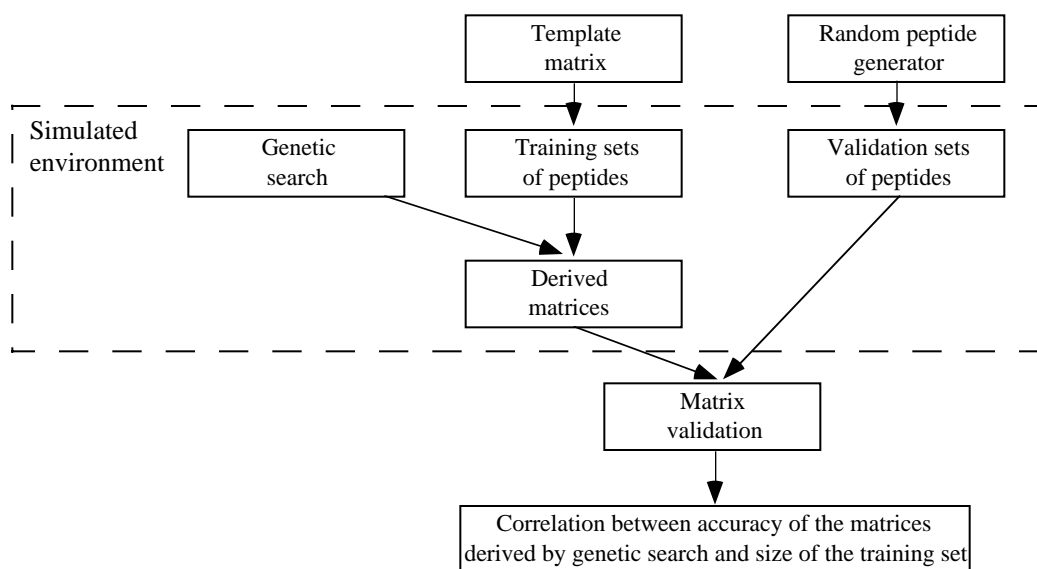 Template
matrix
Random peptide
generator
Simulated
environment
Genetic
search
Training sets
of peptides
Validation sets
of peptides
Derived
matrices
Matrix
validation
Correlation between accuracy of the matrices
derived by genetic search and size of the training set